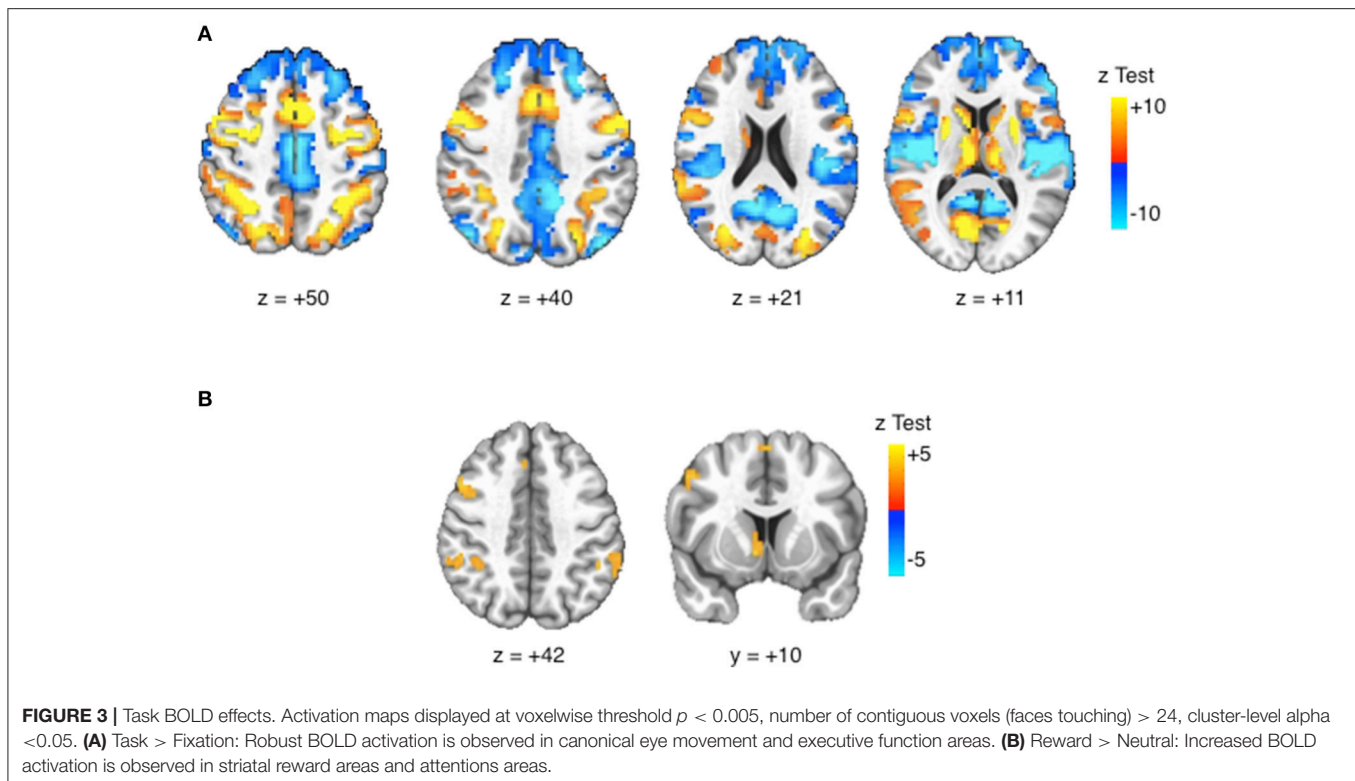 A
z Test
+10
-10
z = +50
z = +40
z = +21
z = +11
B
z Test
+5
-5
z = +42
y = +10
FIGURE 3 | Task BOLD effects. Activation maps displayed at voxelwise threshold p < 0.005, number of contiguous voxels (faces touching) > 24, cluster-level alpha
<0.05. (A) Task > Fixation: Robust BOLD activation is observed in canonical eye movement and executive function areas. (B) Reward > Neutral: Increased BOLD
activation is observed in striatal reward areas and attentions areas.